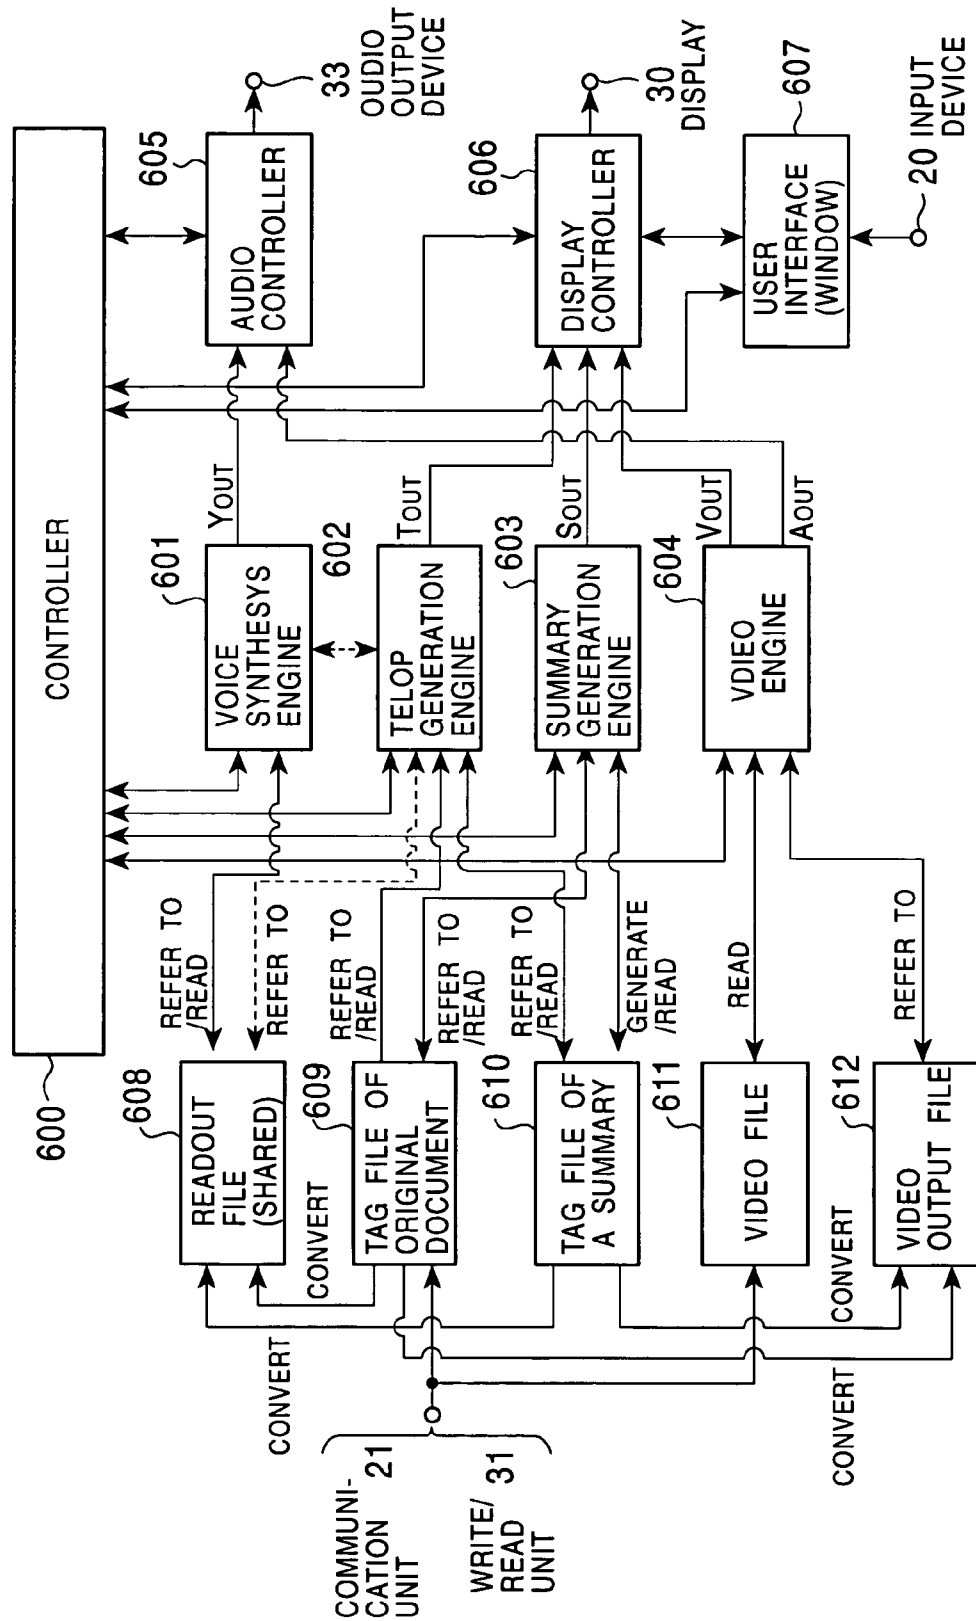 CONTROLLER
600
608
READOUT
FILE
(SHARED)
REFER TO
/READ
REFER TO
601
VOICE
SYNTHESYS
ENGINE
YOUT
605
AUDIO
CONTROLLER
33
OUDIO
OUTPUT
DEVICE
CONVERT
CONVERT
609
TAG FILE OF
ORIGINAL
DOCUMENT
REFER TO
/READ
REFER TO
/READ
602
TELOP
GENERATION
ENGINE
TOUT
COMMUNI-
CATION 21
UNIT
WRITE/
READ 31
UNIT
610
TAG FILE OF
A SUMMARY
REFER TO
/READ
GENERATE
/READ
603
SUMMARY
GENERATION
ENGINE
SOUT
606
DISPLAY
CONTROLLER
30
DISPLAY
611
VIDEO FILE
READ
604
VDIEO
ENGINE
VOUT
AOUT
607
USER
INTERFACE
(WINDOW)
20 INPUT
DEVICE
CONVERT
CONVERT
612
VIDEO
OUTPUT FILE
REFER TO